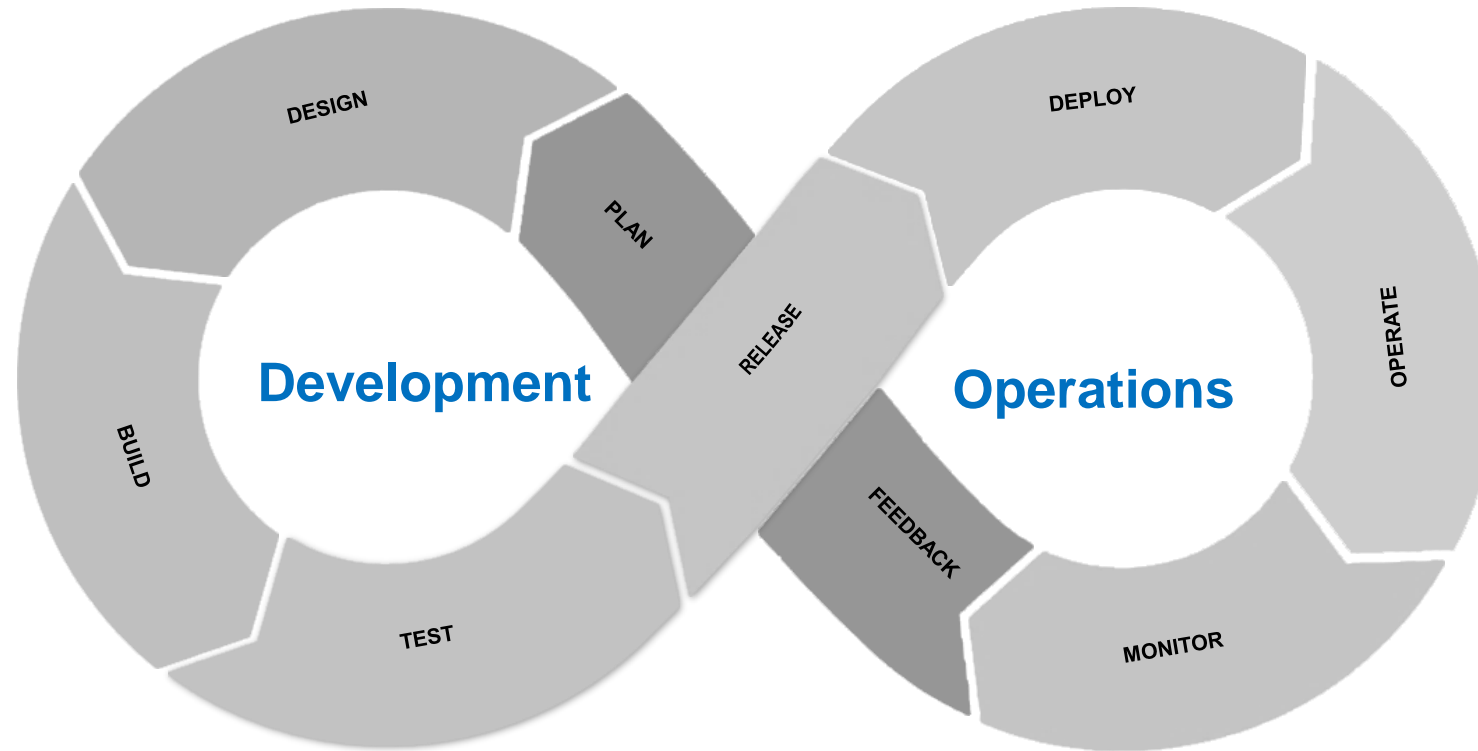 DESIGN
DEPLOY
PLAN
RELEASE
OPERATE
Development
Operations
BUILD
FEEDBACK
TEST
MONITOR